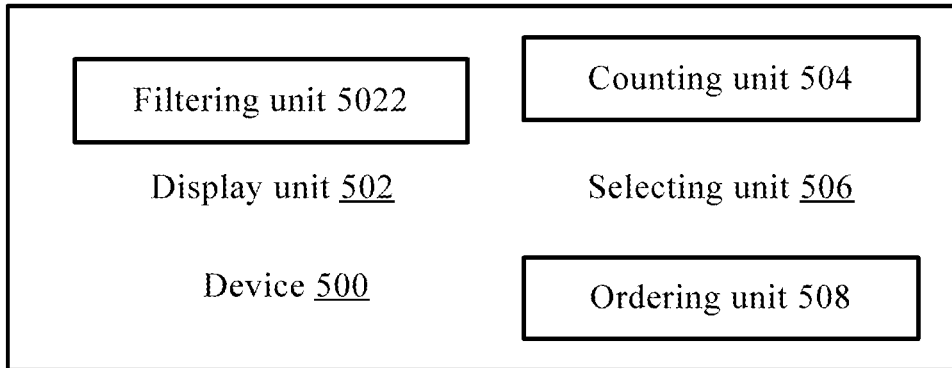 Filtering unit 5022
Display unit 502
Device 500
Counting unit 504
Selecting unit 506
Ordering unit 508